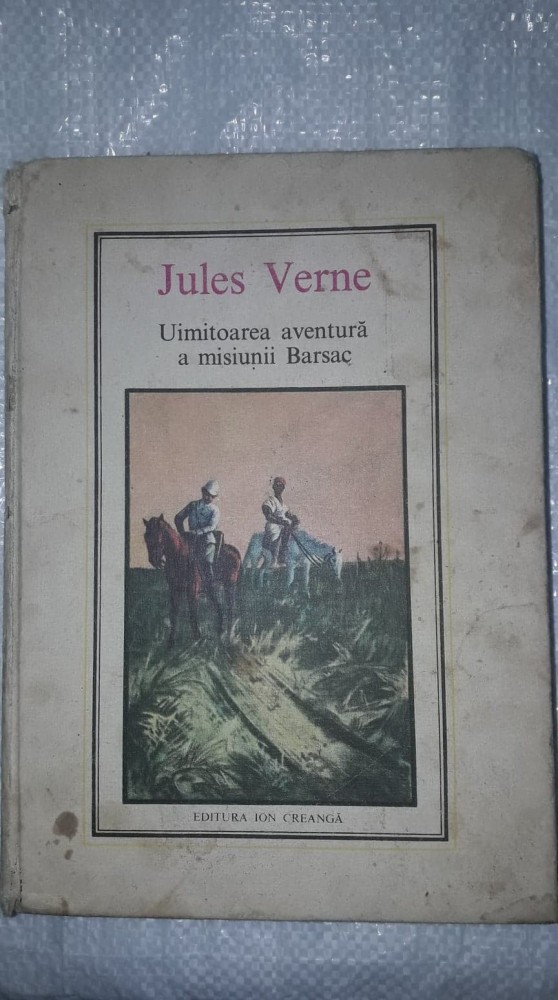 Jules Verne
Uimitoarea aventură
a misiunii Barsac
EDITURA ION CREANGĂ